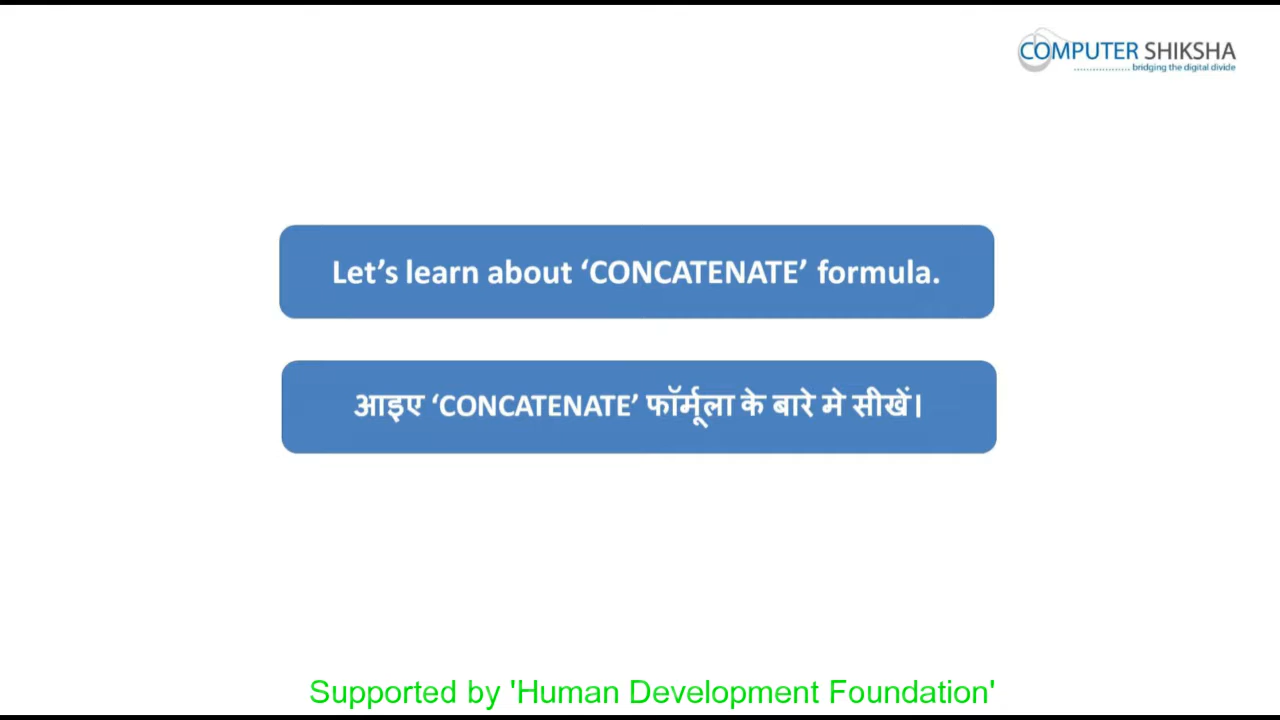 COMPUTER SHIKSHA
bridging the digital divide
Let’s learn about ‘CONCATENATE’ formula.
आइए ‘CONCATENATE’ फॉर्मूला के बारे मे सीखें।
Supported by 'Human Development Foundation'